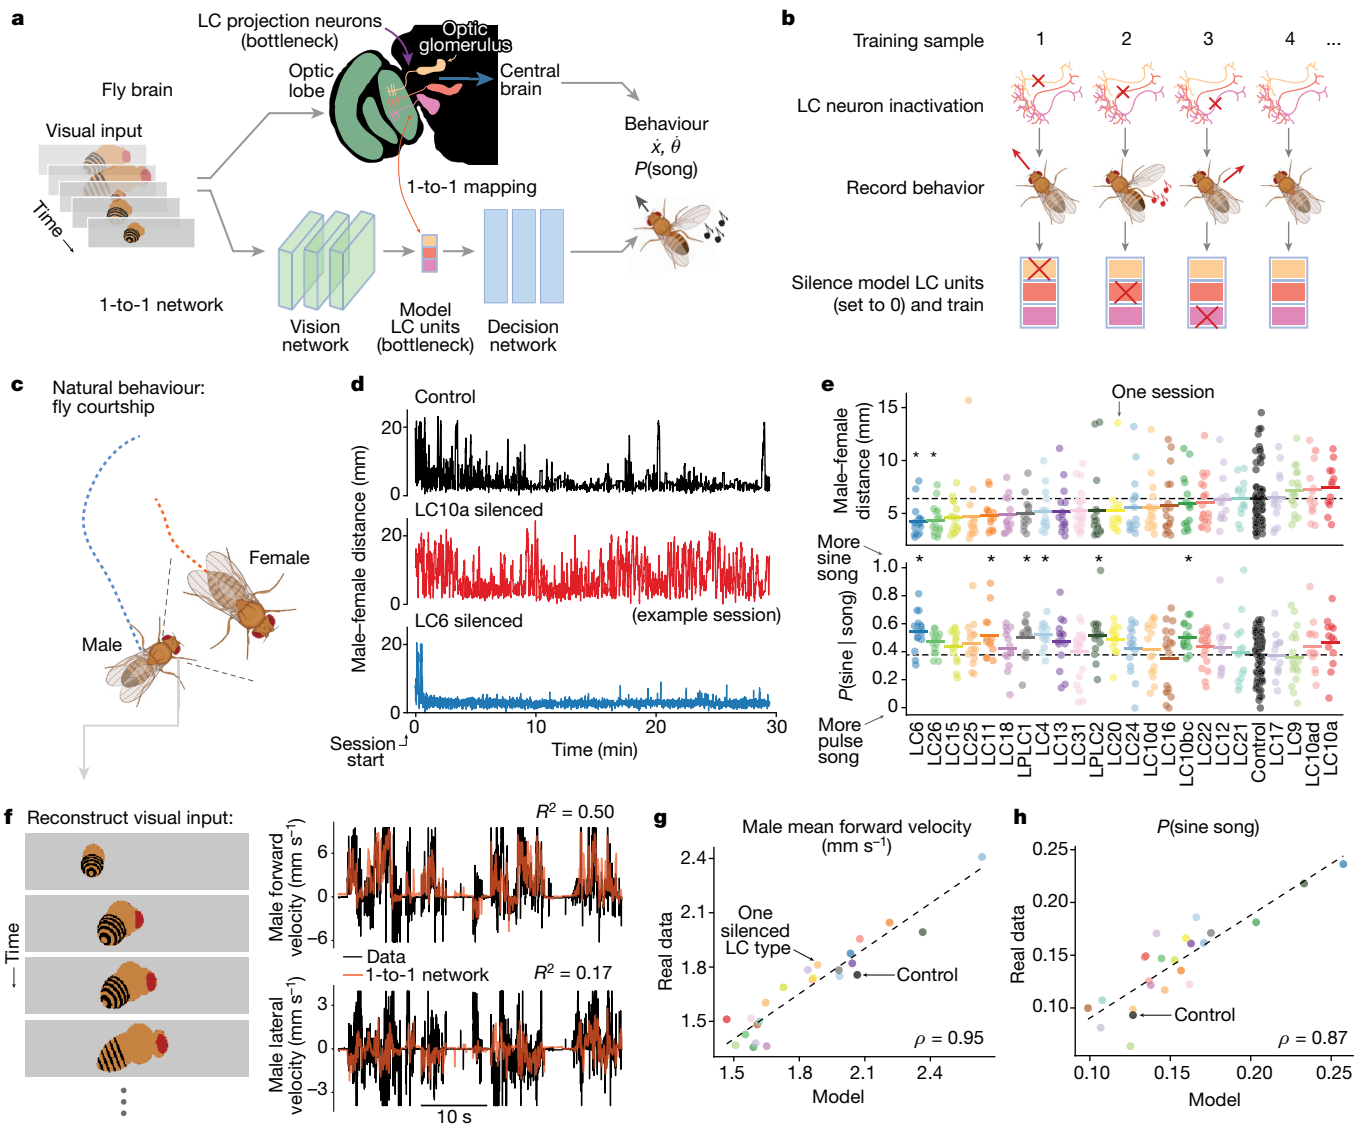 a
LC projection neurons
(bottleneck)
Optic
glomerulus
Optic
lobe
Central
brain
Fly brain
Visual input
Time
1-to-1 mapping
Behaviour
ẋ, θ̇
P(song)
1-to-1 network
Vision
network
Model
LC units
(bottleneck)
Decision
network
b
Training sample 1 2 3 4 ...
LC neuron inactivation
Record behavior
Silence model LC units
(set to 0) and train
c
Natural behaviour:
fly courtship
Female
Male
d
Control
LC10a silenced
(example session)
LC6 silenced
Male–female distance (mm)
20
0
20
0
20
0
0 10 20 30
Session
start
Time (min)
e
One session
Male–female
distance (mm)
15
10
5
* *
More
sine
song
* * * * * *
P(sine | song)
1.0
0.8
0.6
0.4
0.2
0
More
pulse
song
LC6
LC26
LC15
LC25
LC11
LC18
LPLC1
LC4
LC13
LC31
LPLC2
LC20
LC24
LC10d
LC16
LC10bc
LC22
LC12
LC21
Control
LC17
LC9
LC10ad
LC10a
f
Reconstruct visual input:
Time
R² = 0.50
Male forward
velocity (mm s⁻¹)
6
0
−6
Data
1-to-1 network
R² = 0.17
Male lateral
velocity (mm s⁻¹)
3
0
−3
10 s
g
Male mean forward velocity
(mm s⁻¹)
Real data
2.4
2.1
1.8
1.5
One
silenced
LC type
Control
ρ = 0.95
1.5 1.8 2.1 2.4
Model
h
P(sine song)
Real data
0.25
0.20
0.15
0.10
Control
ρ = 0.87
0.10 0.15 0.20 0.25
Model